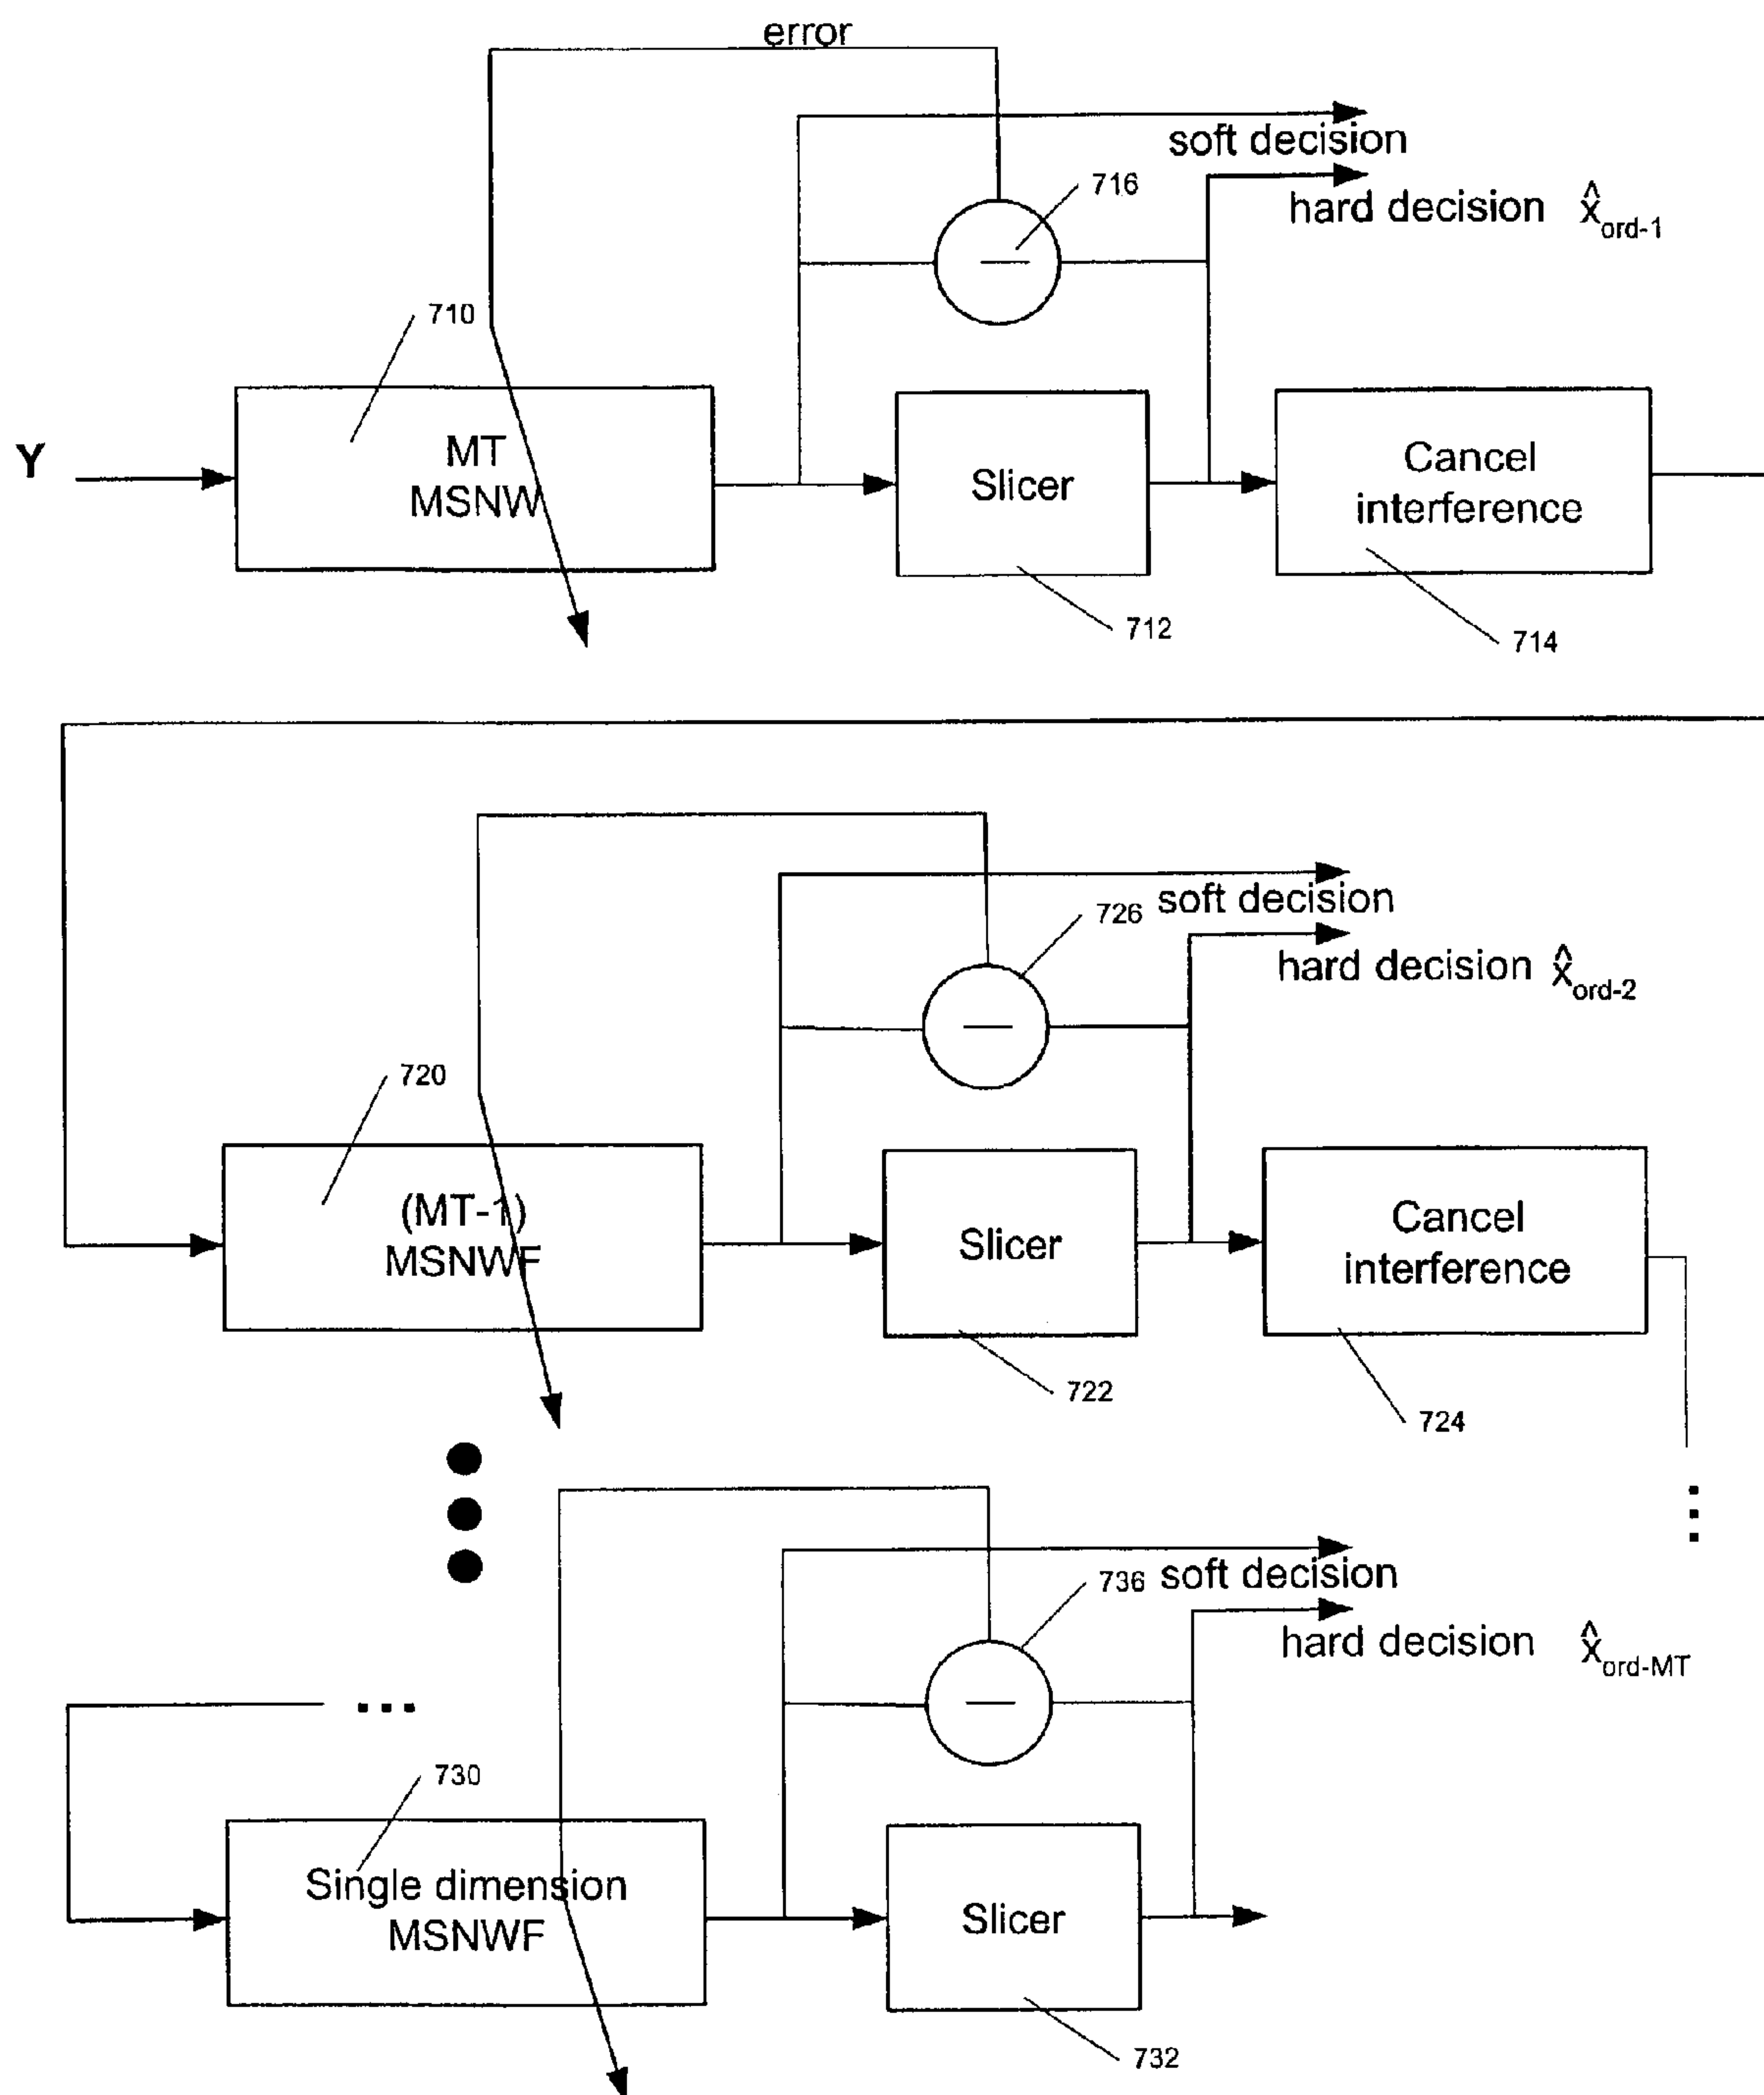 error
soft decision
716
hard decision x̂ord-1
710
Y
MT
MSNW
Slicer
Cancel
interference
712
714
726
soft decision
hard decision x̂ord-2
720
(MT-1)
MSNWF
Slicer
Cancel
interference
722
724
736
soft decision
hard decision x̂ord-MT
...
730
Single dimension
MSNWF
Slicer
732